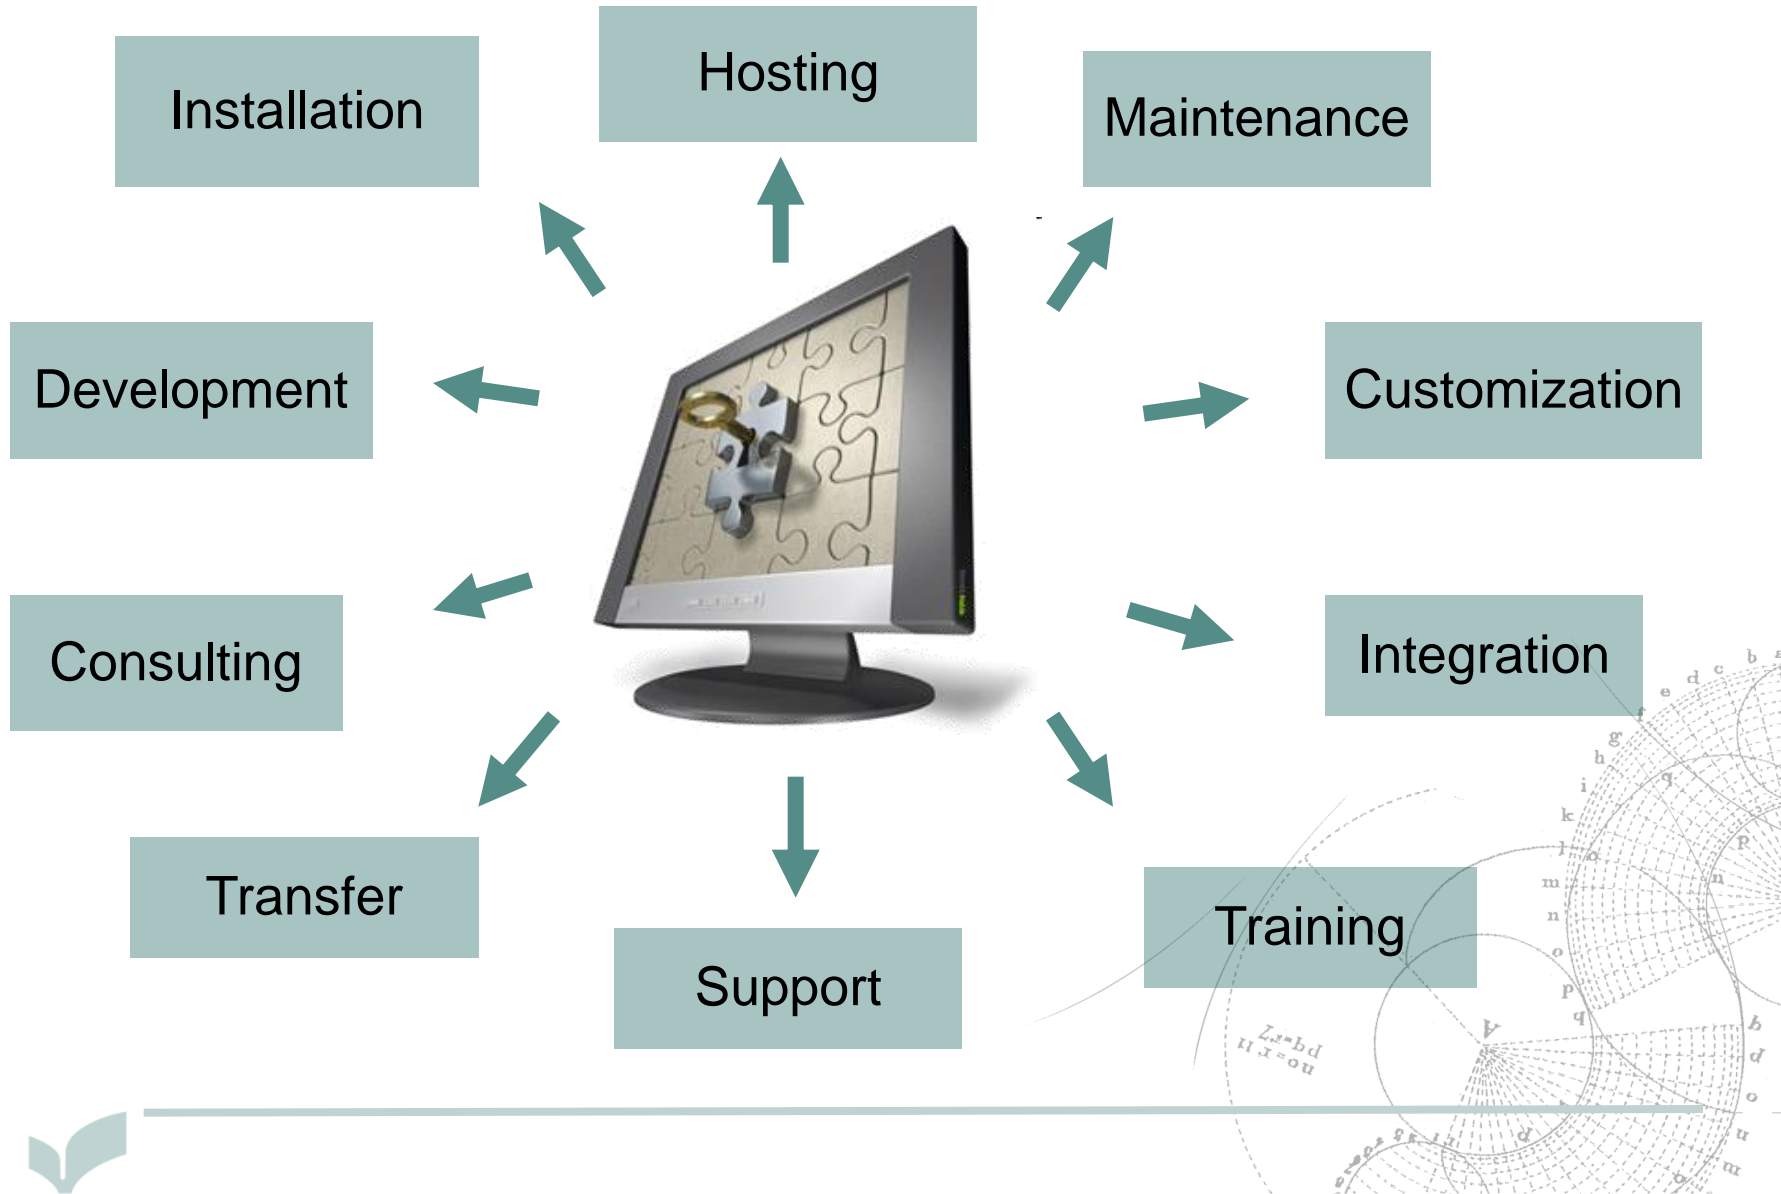 Hosting
Installation
Maintenance
Development
Customization
Consulting
Integration
Transfer
Training
Support